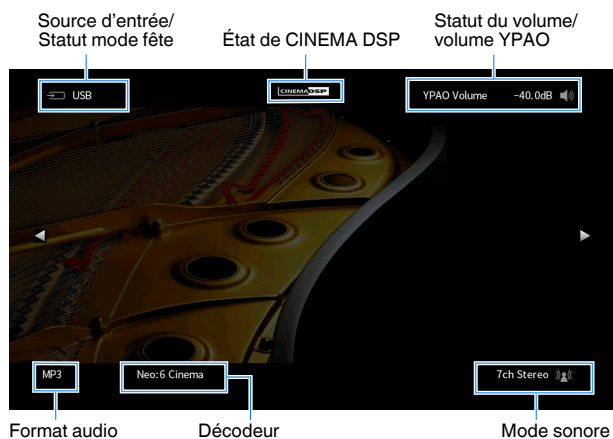 Source d'entrée/
Statut mode fête
État de CINEMA DSP
Statut du volume/
volume YPAO
USB
CINEMA DSP
YPAO Volume -40.0dB
MP3
Neo:6 Cinema
7ch Stereo
Format audio
Décodeur
Mode sonore